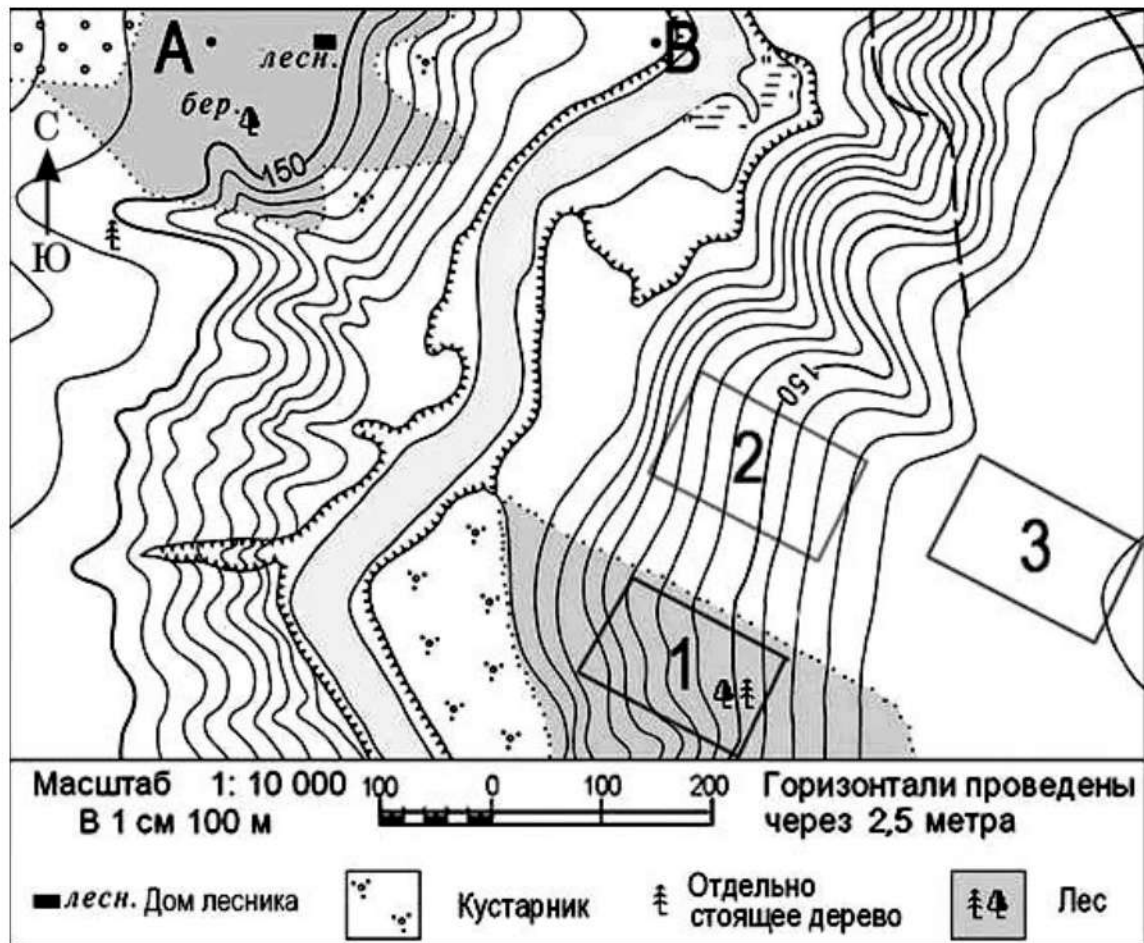 A
B
лесн.
бер.
С
150
Ю
150
2
3
1
Масштаб 1: 10 000
В 1 см 100 м
100 0 100 200
Горизонтали проведены
через 2,5 метра
лесн. Дом лесника
Кустарник
Отдельно
стоящее дерево
Лес